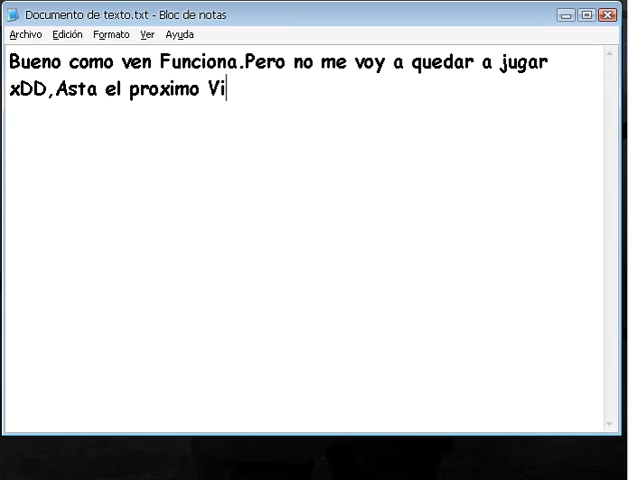 Documento de texto.txt - Bloc de notas
Archivo Edición Formato Ver Ayuda
Bueno como ven Funciona.Pero no me voy a quedar a jugar
xDD,Asta el proximo Vi